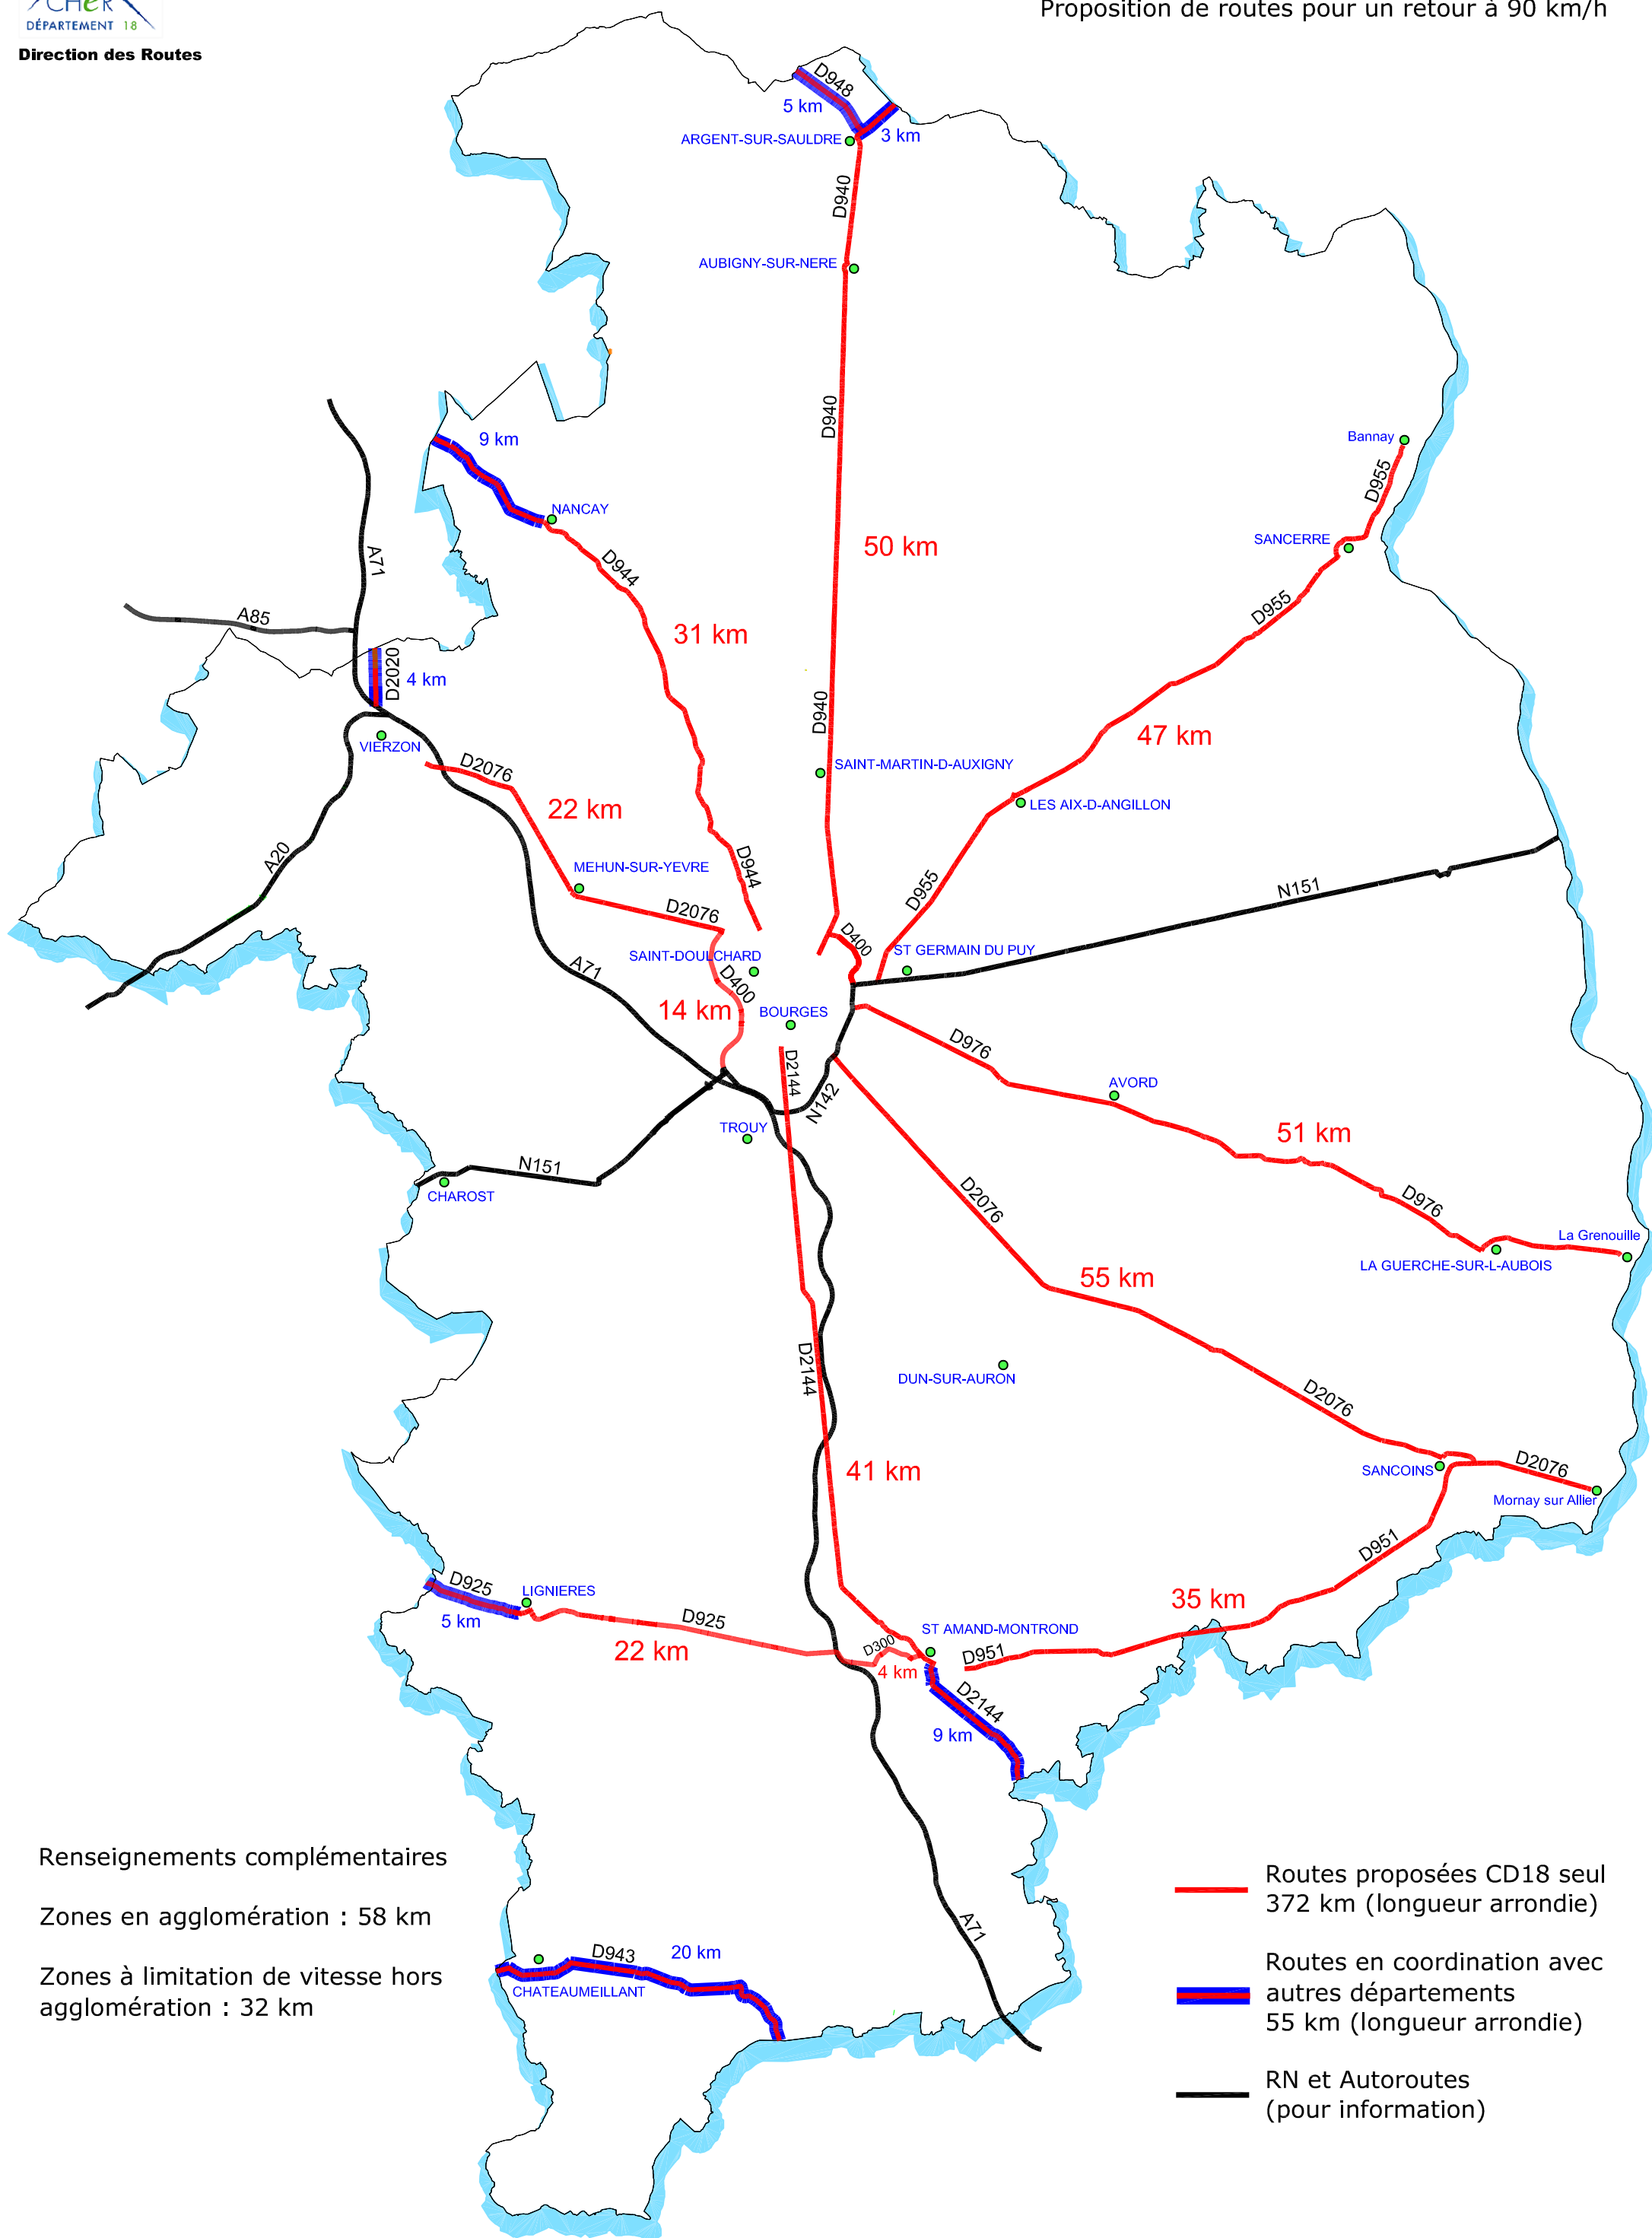 CHeR
DÉPARTEMENT 18
Direction des Routes
Proposition de routes pour un retour à 90 km/h
D948
5 km
3 km
ARGENT-SUR-SAULDRE
D940
AUBIGNY-SUR-NERE
D940
9 km
Bannay
D955
NANCAY
SANCERRE
50 km
A71
D944
D955
A85
31 km
D2020
4 km
D940
47 km
VIERZON
D2076
SAINT-MARTIN-D-AUXIGNY
22 km
LES AIX-D-ANGILLON
A20
MEHUN-SUR-YEVRE
D944
D955
N151
D2076
D400
SAINT-DOULCHARD
ST GERMAIN DU PUY
A71
D400
14 km
BOURGES
D976
D2144
N142
AVORD
TROUY
51 km
N151
CHAROST
D2076
D976
La Grenouille
LA GUERCHE-SUR-L-AUBOIS
55 km
D2144
DUN-SUR-AURON
D2076
41 km
SANCOINS
D2076
Mornay sur Allier
D951
D925
LIGNIERES
5 km
D925
22 km
35 km
ST AMAND-MONTROND
D300
D951
4 km
D2144
9 km
Renseignements complémentaires
Zones en agglomération : 58 km
Zones à limitation de vitesse hors
agglomération : 32 km
A71
D943
20 km
CHATEAUMEILLANT
Routes proposées CD18 seul
372 km (longueur arrondie)
Routes en coordination avec
autres départements
55 km (longueur arrondie)
RN et Autoroutes
(pour information)